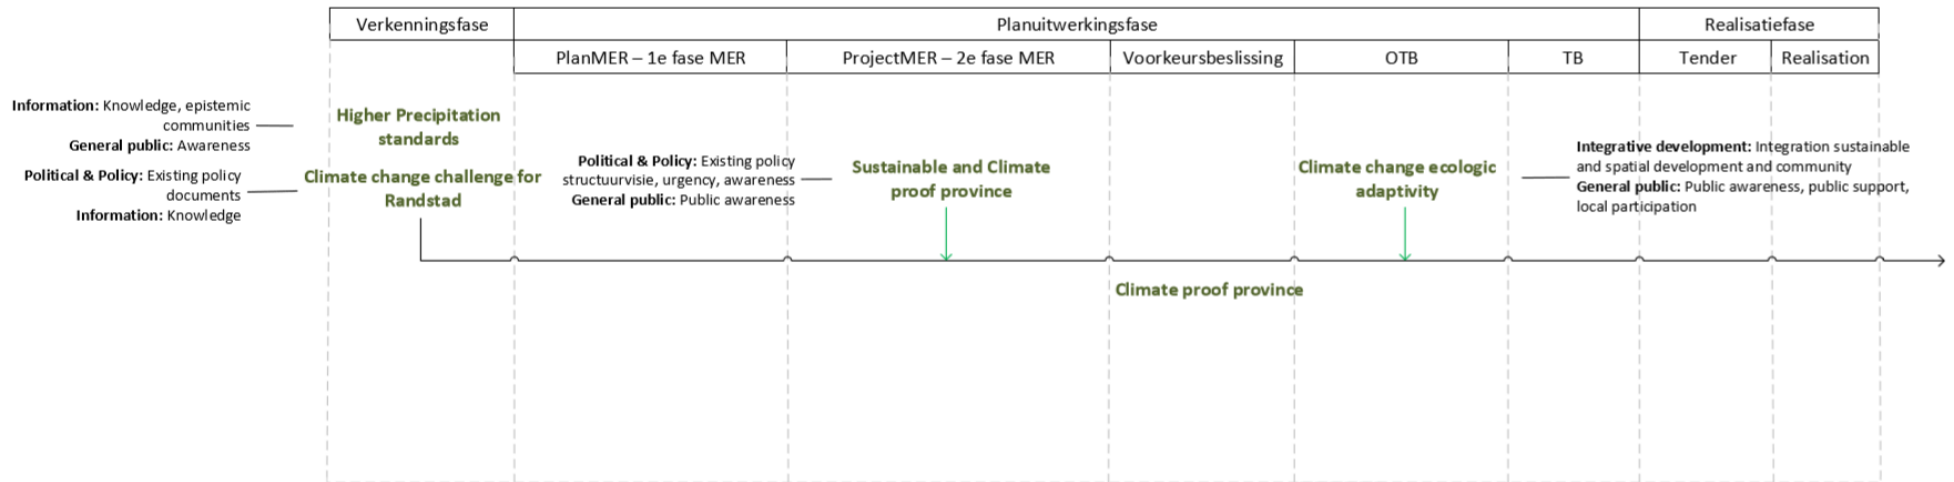 Verkenningsfase
Planuitwerkingsfase
Realisatiefase
PlanMER – 1e fase MER
ProjectMER – 2e fase MER
Voorkeursbeslissing
OTB
TB
Tender
Realisation
Information: Knowledge, epistemic
communities
General public: Awareness
Political & Policy: Existing policy
documents
Information: Knowledge
Higher Precipitation
standards
Climate change challenge for
Randstad
Political & Policy: Existing policy
structuurvisie, urgency, awareness
General public: Public awareness
Sustainable and Climate
proof province
Climate proof province
Climate change ecologic
adaptivity
Integrative development: Integration sustainable
and spatial development and community
General public: Public awareness, public support,
local participation